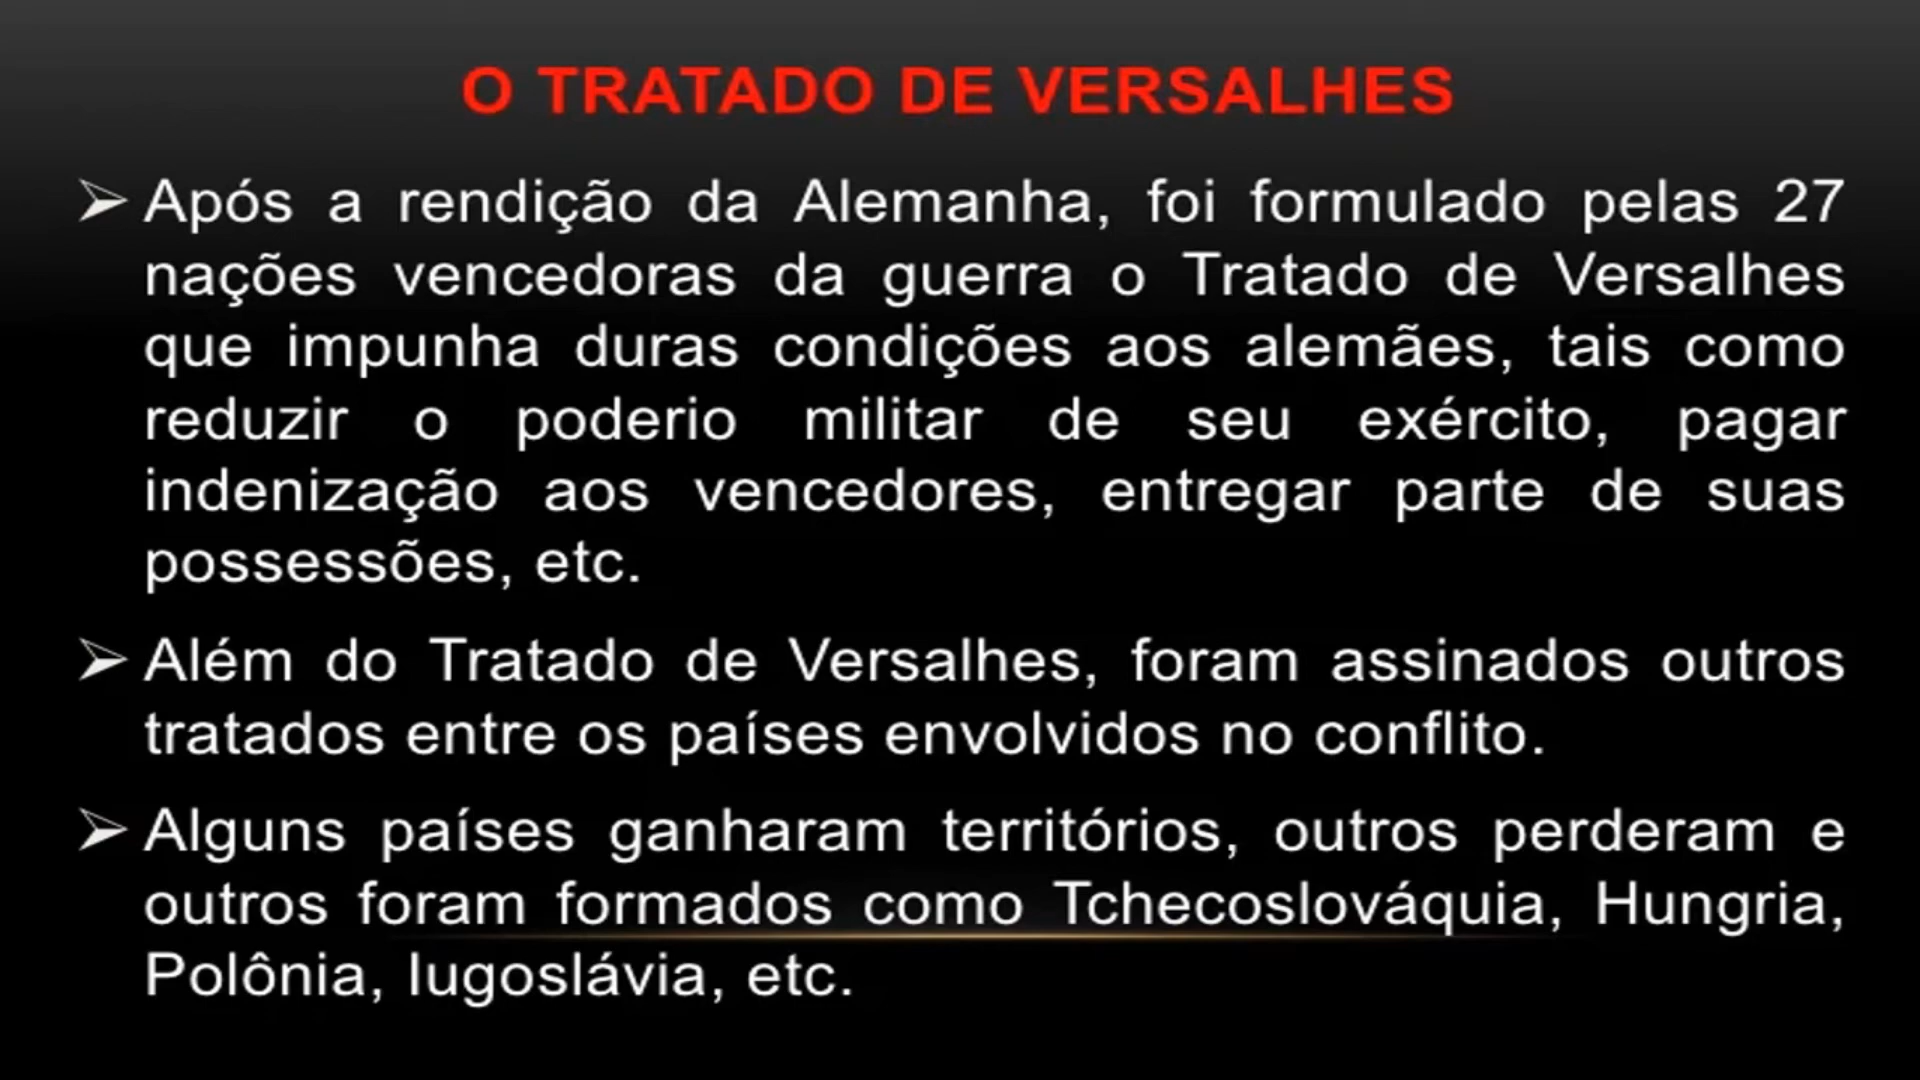 O TRATADO DE VERSALHES
Após a rendição da Alemanha, foi formulado pelas 27
nações vencedoras da guerra o Tratado de Versalhes
que impunha duras condições aos alemães, tais como
reduzir o poderio militar de seu exército, pagar
indenização aos vencedores, entregar parte de suas
possessões, etc.
Além do Tratado de Versalhes, foram assinados outros
tratados entre os países envolvidos no conflito.
Alguns países ganharam territórios, outros perderam e
outros foram formados como Tchecoslováquia, Hungria,
Polônia, Iugoslávia, etc.